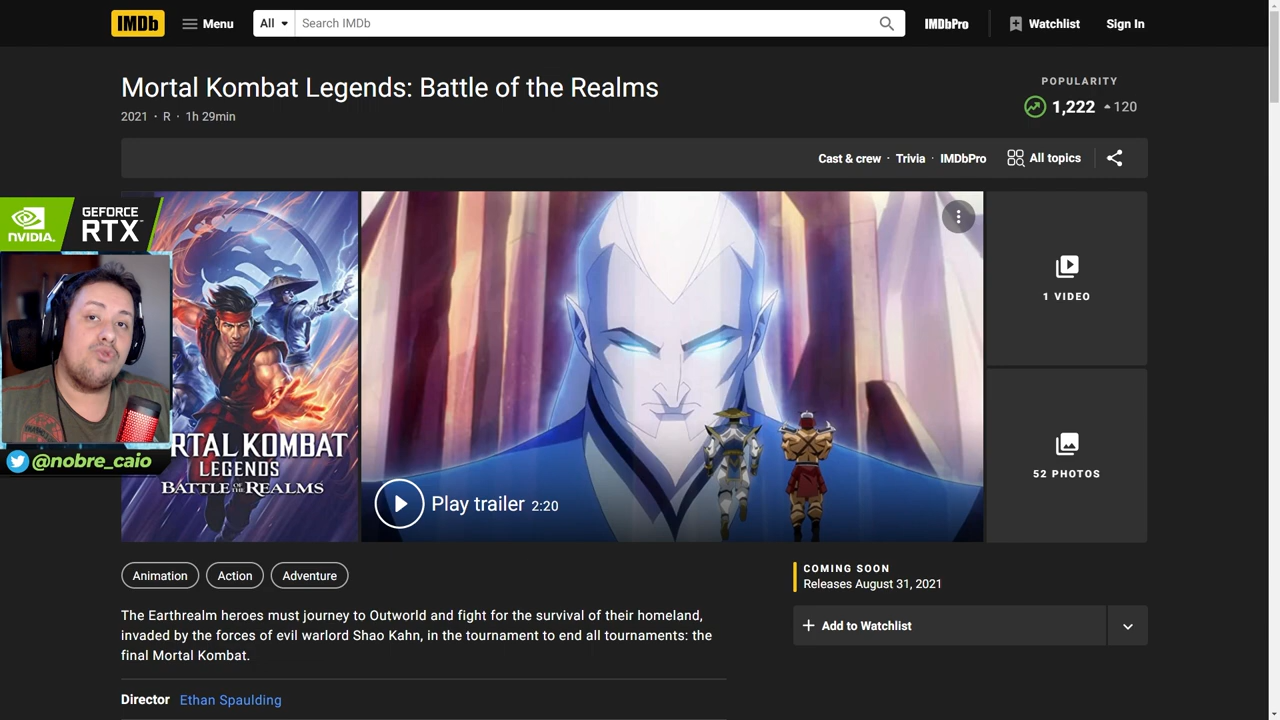 IMDb
Menu
All
Search IMDb
IMDbPro
Watchlist
Sign In
Mortal Kombat Legends: Battle of the Realms
2021 · R · 1h 29min
POPULARITY
1,222
120
Cast & crew · Trivia · IMDbPro
All topics
NVIDIA.
GEFORCE
RTX
1 VIDEO
52 PHOTOS
RTAL KOMBAT
LEGENDS
BATTLE OF THE REALMS
@nobre_caio
Play trailer 2:20
Animation
Action
Adventure
COMING SOON
Releases August 31, 2021
Add to Watchlist
The Earthrealm heroes must journey to Outworld and fight for the survival of their homeland,
invaded by the forces of evil warlord Shao Kahn, in the tournament to end all tournaments: the
final Mortal Kombat.
Director Ethan Spaulding